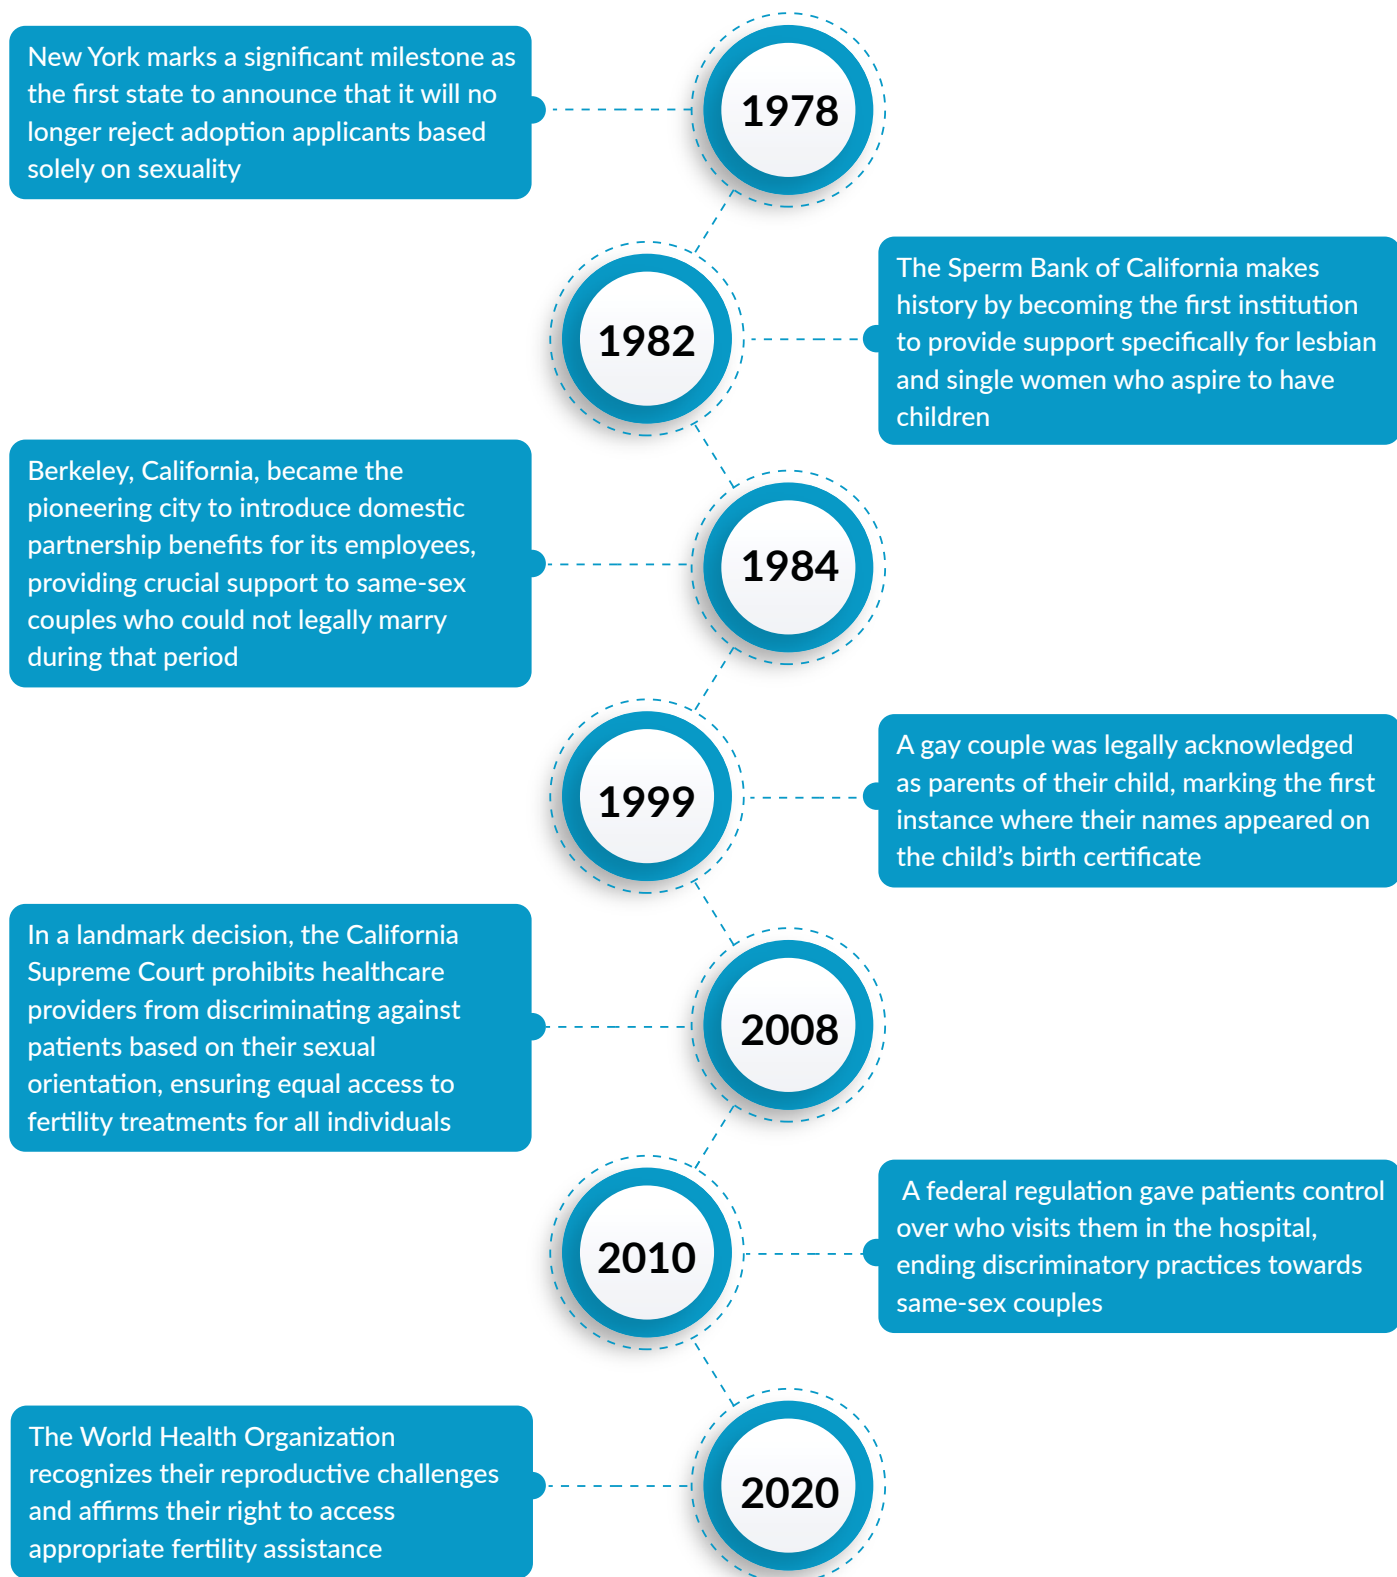 New York marks a significant milestone as
the first state to announce that it will no
longer reject adoption applicants based
solely on sexuality
1978
The Sperm Bank of California makes
history by becoming the first institution
to provide support specifically for lesbian
and single women who aspire to have
children
1982
Berkeley, California, became the
pioneering city to introduce domestic
partnership benefits for its employees,
providing crucial support to same-sex
couples who could not legally marry
during that period
1984
A gay couple was legally acknowledged
as parents of their child, marking the first
instance where their names appeared on
the child’s birth certificate
1999
In a landmark decision, the California
Supreme Court prohibits healthcare
providers from discriminating against
patients based on their sexual
orientation, ensuring equal access to
fertility treatments for all individuals
2008
A federal regulation gave patients control
over who visits them in the hospital,
ending discriminatory practices towards
same-sex couples
2010
The World Health Organization
recognizes their reproductive challenges
and affirms their right to access
appropriate fertility assistance
2020